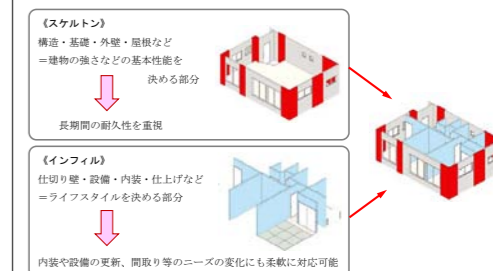 《スケルトン》
構造・基礎・外壁・屋根など
＝建物の強さなどの基本性能を
決める部分
長期間の耐久性を重視
《インフィル》
仕切り壁・設備・内装・仕上げなど
＝ライフスタイルを決める部分
内装や設備の更新、間取り等のニーズの変化にも柔軟に対応可能